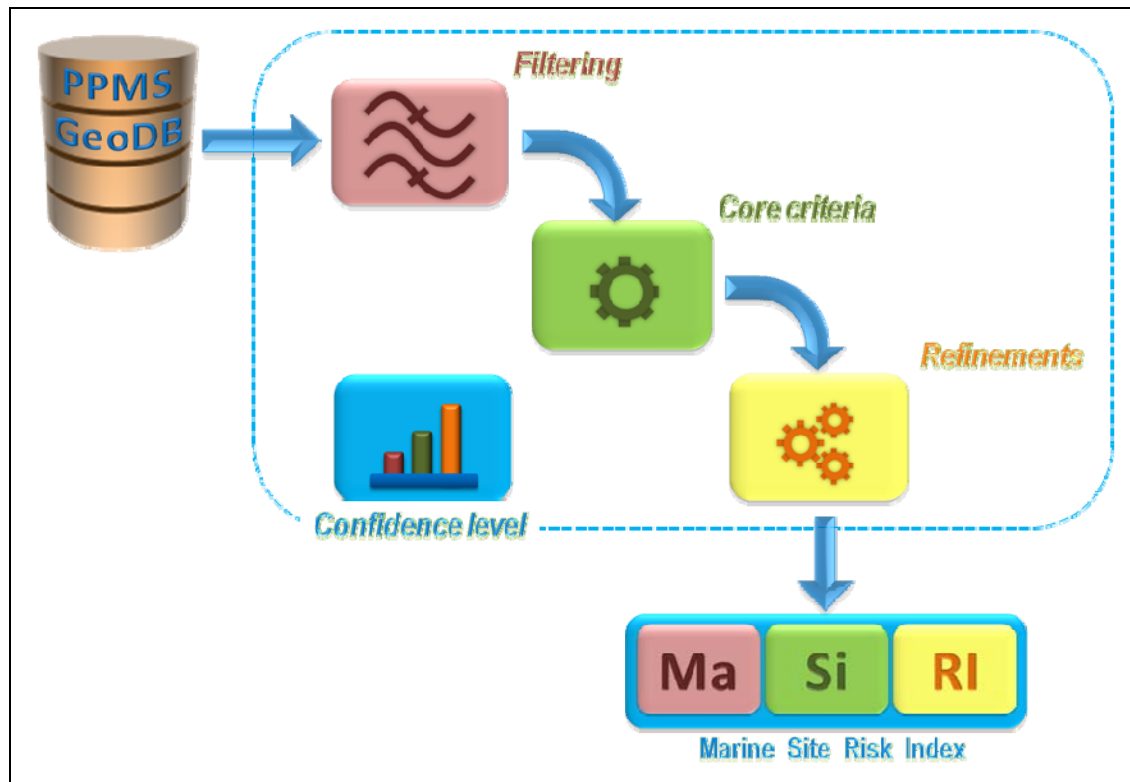 PPMS
GeoDB
Filtering
Core criteria
Refinements
Confidence level
Ma Si RI
Marine Site Risk Index